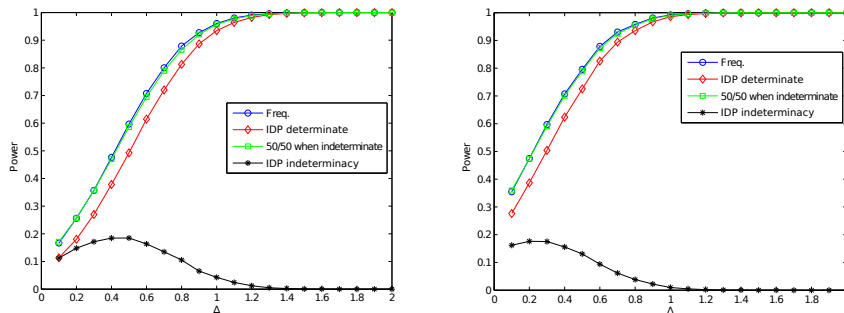 1
0.9
0.8
0.7
0.6
0.5
0.4
0.3
0.2
0.1
0
Power
0 0.2 0.4 0.6 0.8 1 1.2 1.4 1.6 1.8 2
Δ
Freq.
IDP determinate
50/50 when indeterminate
IDP indeterminacy
1
0.9
0.8
0.7
0.6
0.5
0.4
0.3
0.2
0.1
0
Power
0 0.2 0.4 0.6 0.8 1 1.2 1.4 1.6 1.8
Δ
Freq.
IDP determinate
50/50 when indeterminate
IDP indeterminacy